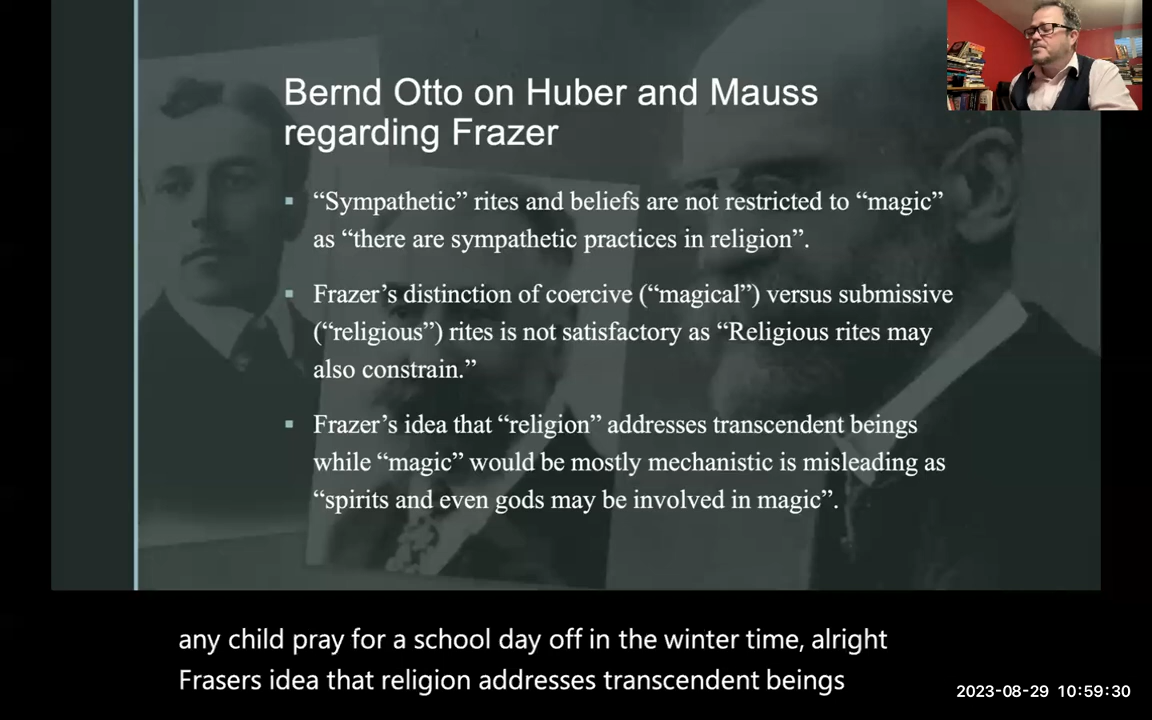 Bernd Otto on Huber and Mauss
regarding Frazer
▪ “Sympathetic” rites and beliefs are not restricted to “magic”
as “there are sympathetic practices in religion”.
▪ Frazer’s distinction of coercive (“magical”) versus submissive
(“religious”) rites is not satisfactory as “Religious rites may
also constrain.”
▪ Frazer’s idea that “religion” addresses transcendent beings
while “magic” would be mostly mechanistic is misleading as
“spirits and even gods may be involved in magic”.
any child pray for a school day off in the winter time, alright
Frasers idea that religion addresses transcendent beings
2023-08-29 10:59:30